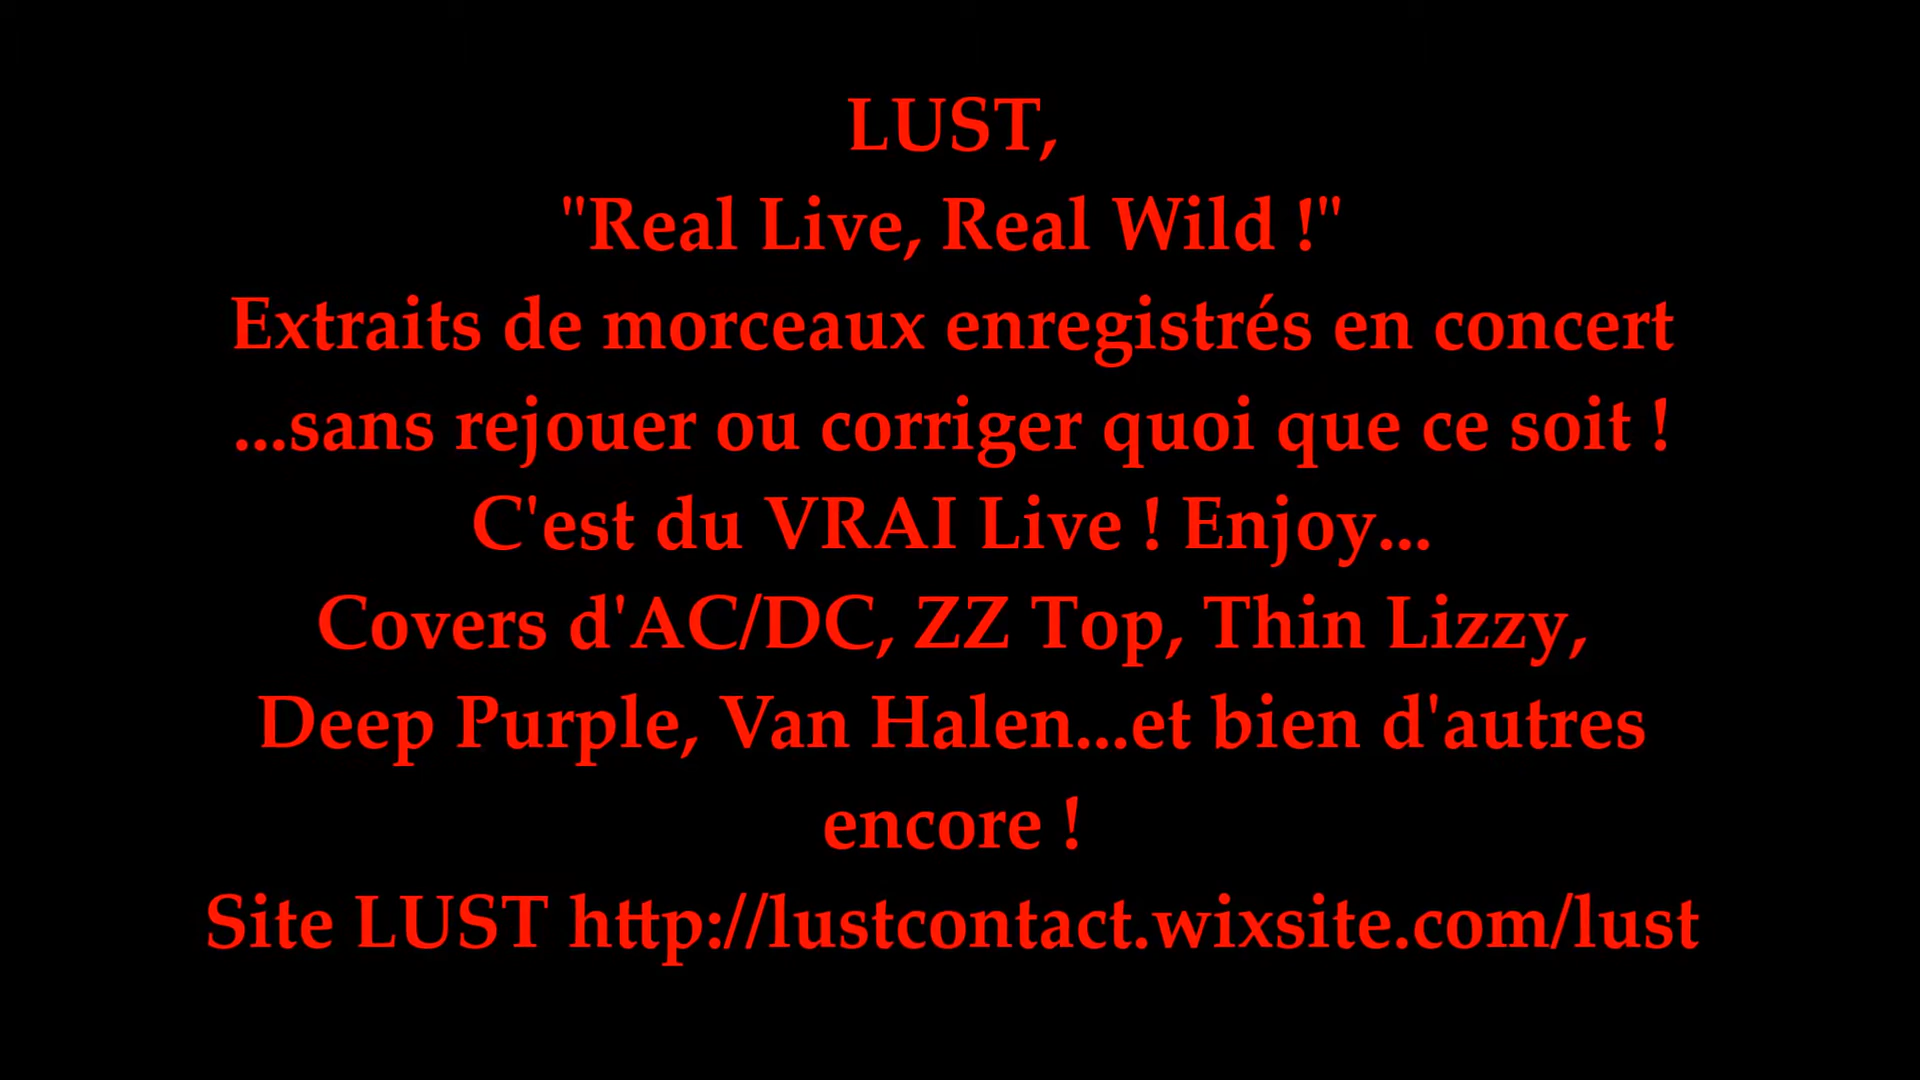 LUST,
"Real Live, Real Wild !"
Extraits de morceaux enregistrés en concert
...sans rejouer ou corriger quoi que ce soit !
C'est du VRAI Live ! Enjoy...
Covers d'AC/DC, ZZ Top, Thin Lizzy,
Deep Purple, Van Halen...et bien d'autres
encore !
Site LUST http://lustcontact.wixsite.com/lust